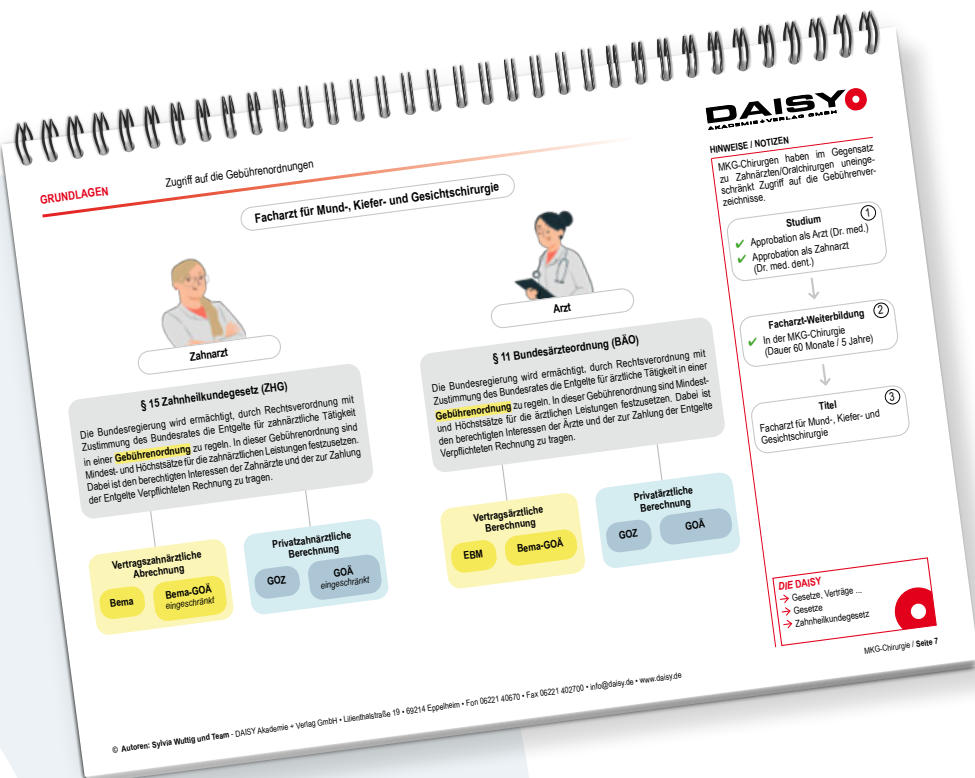 GRUNDLAGEN
Zugriff auf die Gebührenordnungen
Facharzt für Mund-, Kiefer- und Gesichtschirurgie
Zahnarzt
§ 15 Zahnheilkundegesetz (ZHG)
Die Bundesregierung wird ermächtigt, durch Rechtsverordnung mit
Zustimmung des Bundesrates die Entgelte für zahnärztliche Tätigkeit
in einer Gebührenordnung zu regeln. In dieser Gebührenordnung sind
Mindest- und Höchstsätze für die zahnärztlichen Leistungen festzusetzen.
Dabei ist den berechtigten Interessen der Zahnärzte und der zur Zahlung
der Entgelte Verpflichteten Rechnung zu tragen.
Vertragszahnärztliche
Abrechnung
Bema
Bema-GOÄ
eingeschränkt
Privatzahnärztliche
Berechnung
GOZ
GOÄ
eingeschränkt
Arzt
§ 11 Bundesärzteordnung (BÄO)
Die Bundesregierung wird ermächtigt, durch Rechtsverordnung mit
Zustimmung des Bundesrates die Entgelte für ärztliche Tätigkeit in einer
Gebührenordnung zu regeln. In dieser Gebührenordnung sind Mindest-
und Höchstsätze für die ärztlichen Leistungen festzusetzen. Dabei ist
den berechtigten Interessen der Ärzte und der zur Zahlung der Entgelte
Verpflichteten Rechnung zu tragen.
Vertragsärztliche
Berechnung
EBM
Bema-GOÄ
Privatärztliche
Berechnung
GOZ
GOÄ
DAISY
AKADEMIE+VERLAG GMBH
HINWEISE / NOTIZEN
MKG-Chirurgen haben im Gegensatz
zu Zahnärzten/Oralchirurgen uneinge-
schränkt Zugriff auf die Gebührenver-
zeichnisse.
Studium 1
✔ Approbation als Arzt (Dr. med.)
✔ Approbation als Zahnarzt
(Dr. med. dent.)
Facharzt-Weiterbildung 2
✔ In der MKG-Chirurgie
(Dauer 60 Monate / 5 Jahre)
Titel 3
Facharzt für Mund-, Kiefer- und
Gesichtschirurgie
DIE DAISY
→ Gesetze, Verträge ...
→ Gesetze
→ Zahnheilkundegesetz
MKG-Chirurgie / Seite 7
© Autoren: Sylvia Wuttig und Team - DAISY Akademie + Verlag GmbH • Lilienthalstraße 19 • 69214 Eppelheim • Fon 06221 40670 • Fax 06221 402700 • info@daisy.de • www.daisy.de